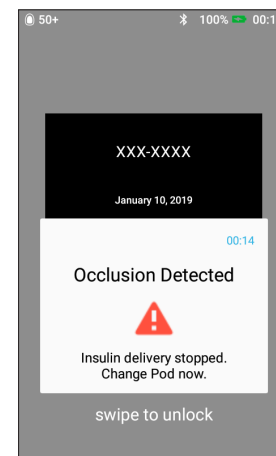 50+ 100% 00:1
XXX-XXXX
January 10, 2019
00:14
Occlusion Detected
Insulin delivery stopped.
Change Pod now.
swipe to unlock